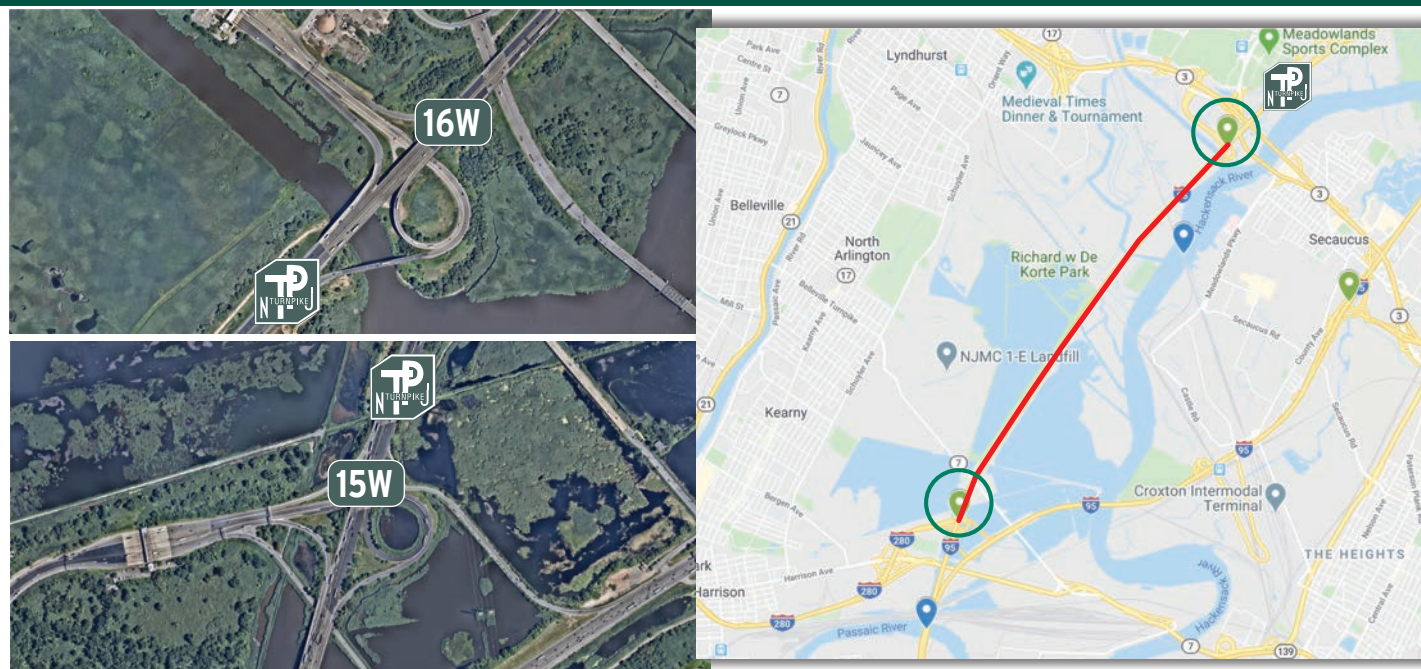 16W
N TURNPIKE J
TP
15W
N TURNPIKE J
TP
Meadowlands
Sports Complex
N TURNPIKE J
TP
17
Lyndhurst
Park Ave
Centre St
Union Ave
7
River Rd
Orient Way
3
Medieval Times
Dinner & Tournament
Page Ave
Greylock Pkwy
Jauncey Ave
Schuyler Ave
Hackensack River
3
Union Ave
Belleville
21
River Rd
North
Arlington
17
Richard w De
Korte Park
Meadowlands Pkwy
Secaucus
Mill St
Passaic Ave
Belleville Turnpike
Kearny Ave
Schuyler Ave
Secaucus Rd
County Ave
3
NJMC 1-E Landfill
21
Kearny
Castle Rd
Secaucus Rd
7
95
Paterson Plank
Bergen Ave
95
Croxton Intermodal
Terminal
Nelson Ave
280
95
THE HEIGHTS
Harrison Ave
Harrison
280
280
Passaic River
Hackensack River
Central Ave
7
139